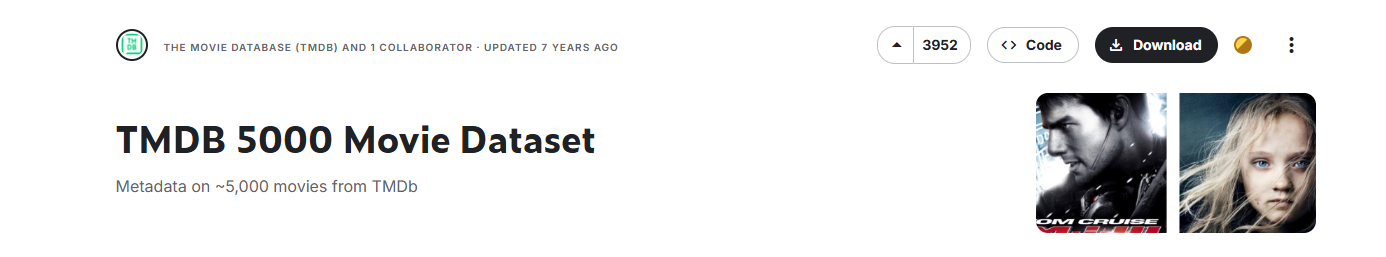 TM
DB
THE MOVIE DATABASE (TMDB) AND 1 COLLABORATOR · UPDATED 7 YEARS AGO
3952
Code
Download
TMDB 5000 Movie Dataset
Metadata on ~5,000 movies from TMDb
OM CRUISE
M:i:III